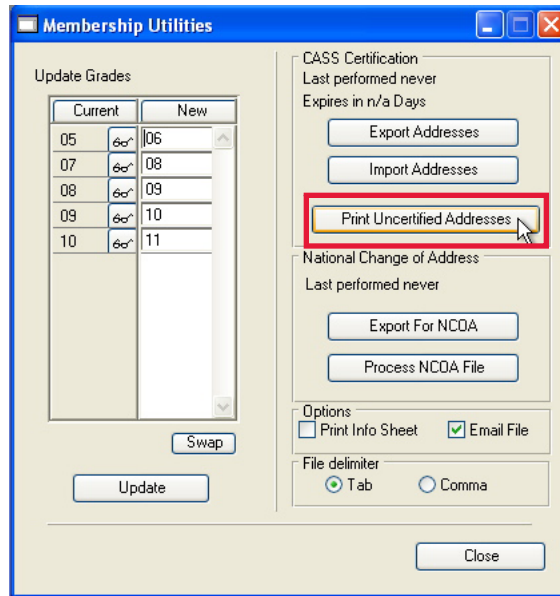 Membership Utilities
Update Grades
Current New
05 06
07 08
08 09
09 10
10 11
Swap
Update
CASS Certification
Last performed never
Expires in n/a Days
Export Addresses
Import Addresses
Print Uncertified Addresses
National Change of Address
Last performed never
Export For NCOA
Process NCOA File
Options
Print Info Sheet Email File
File delimiter
Tab Comma
Close